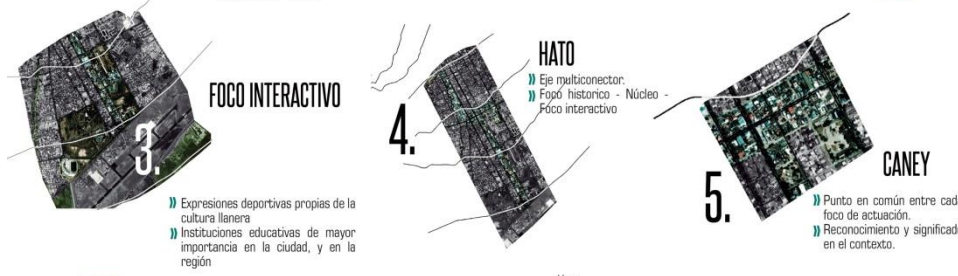 3.
FOCO INTERACTIVO
» Expresiones deportivas propias de la
cultura llanera
» Instituciones educativas de mayor
importancia en la ciudad, y en la
región
4.
HATO
» Eje multiconector.
» Foco historico - Núcleo -
Foco interactivo
5.
CANEY
» Punto en común entre cad
foco de actuación.
» Reconocimiento y significad
en el contexto.